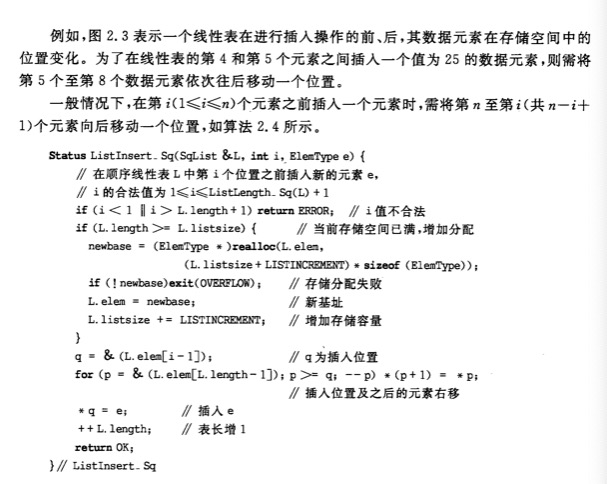 例如,图 2.3 表示一个线性表在进行插入操作的前、后,其数据元素在存储空间中的
位置变化。为了在线性表的第 4 和第 5 个元素之间插入一个值为 25 的数据元素,则需将
第 5 个至第 8 个数据元素依次往后移动一个位置。
一般情况下,在第 i(1≤i≤n)个元素之前插入一个元素时,需将第 n 至第 i(共 n−i+
1)个元素向后移动一个位置,如算法 2.4 所示。
Status ListInsert_Sq(SqList &L, int i, ElemType e) {
// 在顺序线性表 L 中第 i 个位置之前插入新的元素 e,
// i 的合法值为 1≤i≤ListLength_Sq(L) + 1
if (i < 1 || i > L.length + 1) return ERROR; // i 值不合法
if (L.length >= L.listsize) { // 当前存储空间已满,增加分配
newbase = (ElemType * )realloc(L.elem,
(L.listsize + LISTINCREMENT) * sizeof (ElemType));
if (! newbase)exit(OVERFLOW); // 存储分配失败
L.elem = newbase; // 新基址
L.listsize += LISTINCREMENT; // 增加存储容量
}
q = & (L.elem[i-1]); // q 为插入位置
for (p = & (L.elem[L.length-1]); p >= q; --p) * (p+1) = * p;
// 插入位置及之后的元素右移
* q = e; // 插入 e
++ L.length; // 表长增 1
return OK;
} // ListInsert_Sq